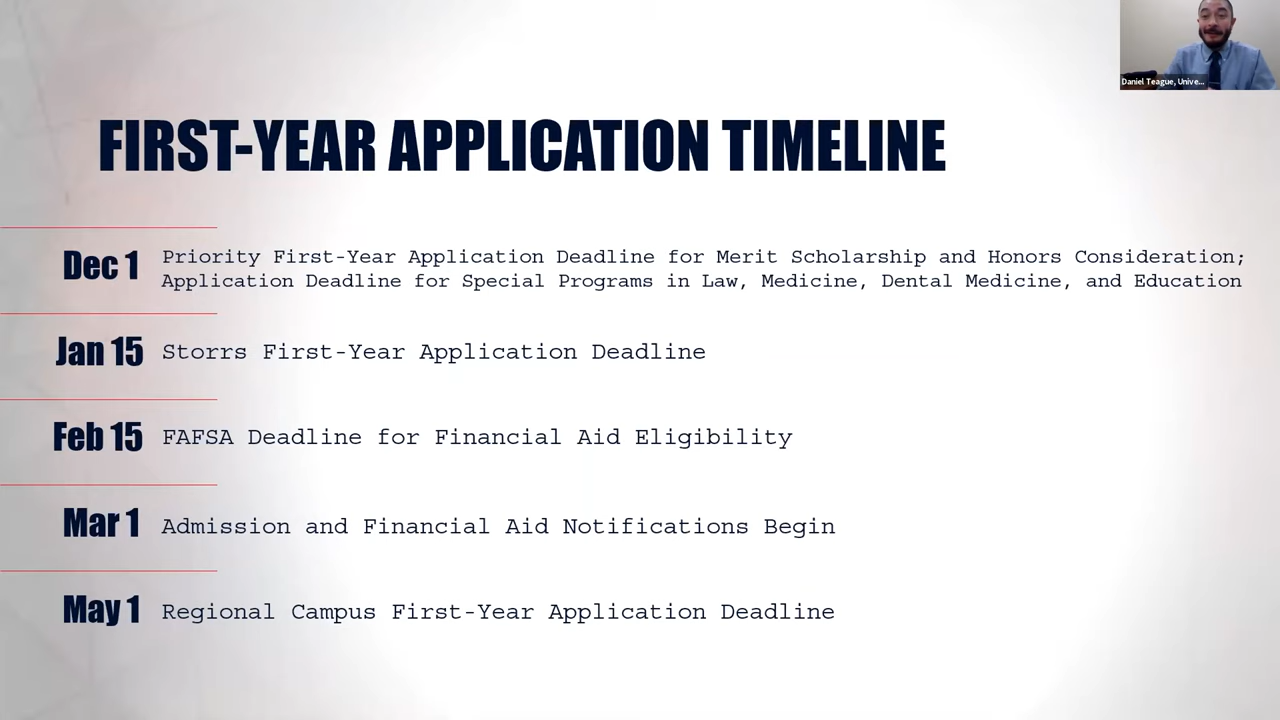 Daniel Teague, Unive...
FIRST-YEAR APPLICATION TIMELINE
Dec 1
Priority First-Year Application Deadline for Merit Scholarship and Honors Consideration;
Application Deadline for Special Programs in Law, Medicine, Dental Medicine, and Education
Jan 15
Storrs First-Year Application Deadline
Feb 15
FAFSA Deadline for Financial Aid Eligibility
Mar 1
Admission and Financial Aid Notifications Begin
May 1
Regional Campus First-Year Application Deadline